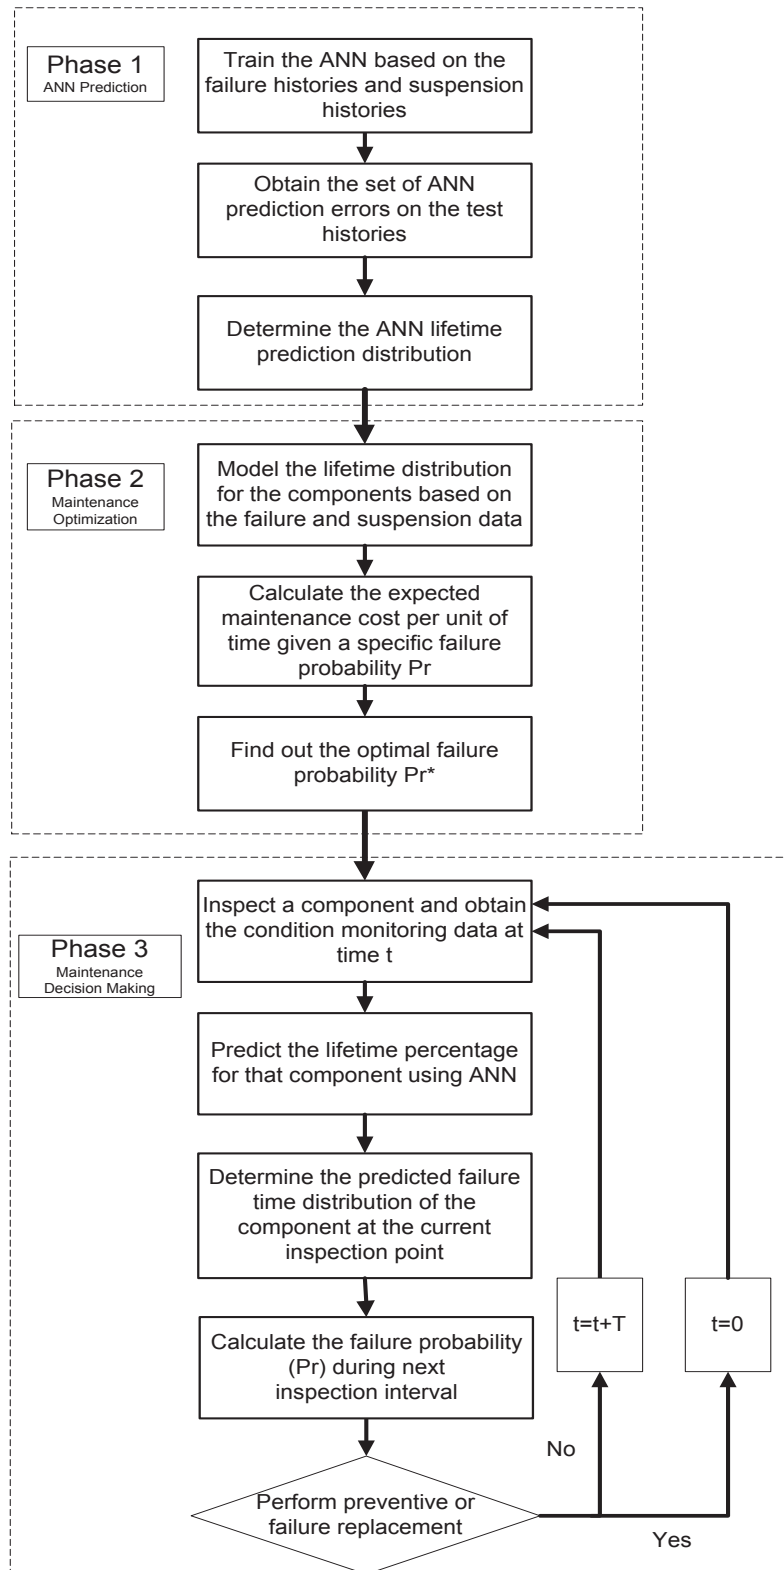 Phase 1
ANN Prediction
Train the ANN based on the
failure histories and suspension
histories
Obtain the set of ANN
prediction errors on the test
histories
Determine the ANN lifetime
prediction distribution
Phase 2
Maintenance
Optimization
Model the lifetime distribution
for the components based on
the failure and suspension data
Calculate the expected
maintenance cost per unit of
time given a specific failure
probability Pr
Find out the optimal failure
probability Pr*
Phase 3
Maintenance
Decision Making
Inspect a component and obtain
the condition monitoring data at
time t
Predict the lifetime percentage
for that component using ANN
Determine the predicted failure
time distribution of the
component at the current
inspection point
Calculate the failure probability
(Pr) during next
inspection interval
t=t+T
t=0
Perform preventive or
failure replacement
No
Yes